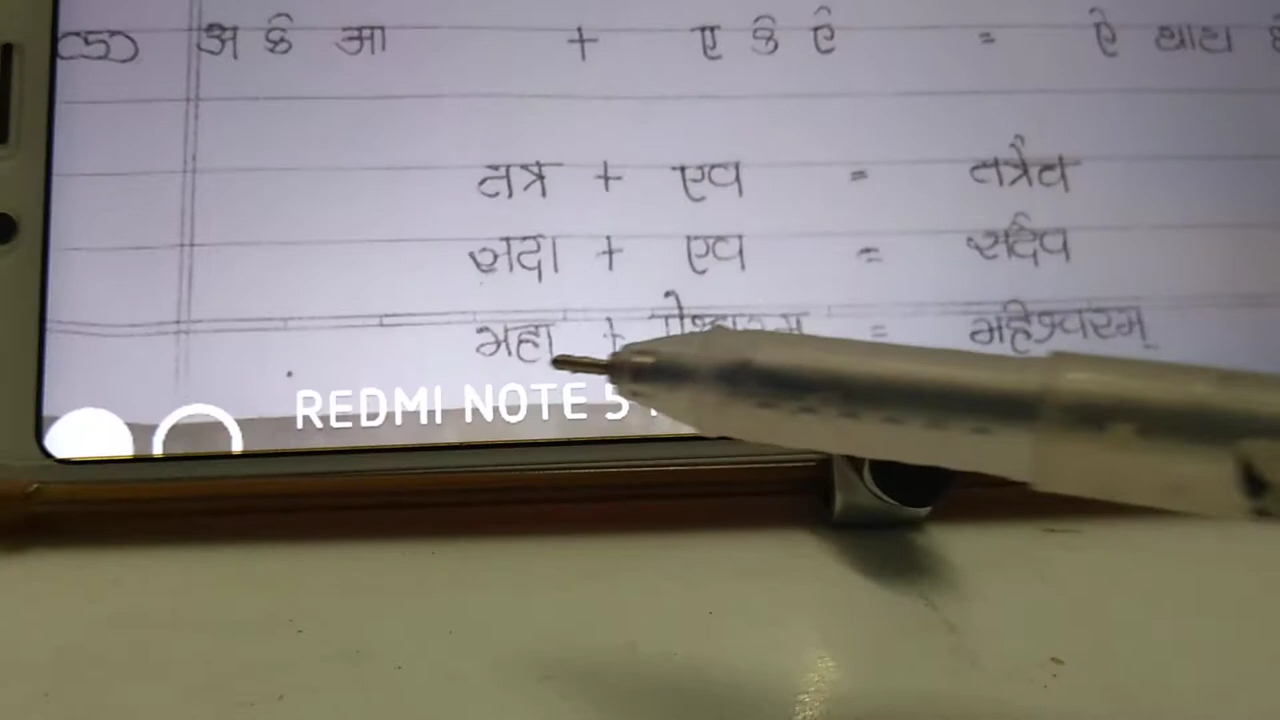 (5) અ કે આ + એ કે ઐ = ઐ થાય છે
तत्र + एव = तत्रैव
सदा + एव = सदैव
महा + = महैश्वरम्
REDMI NOTE 5